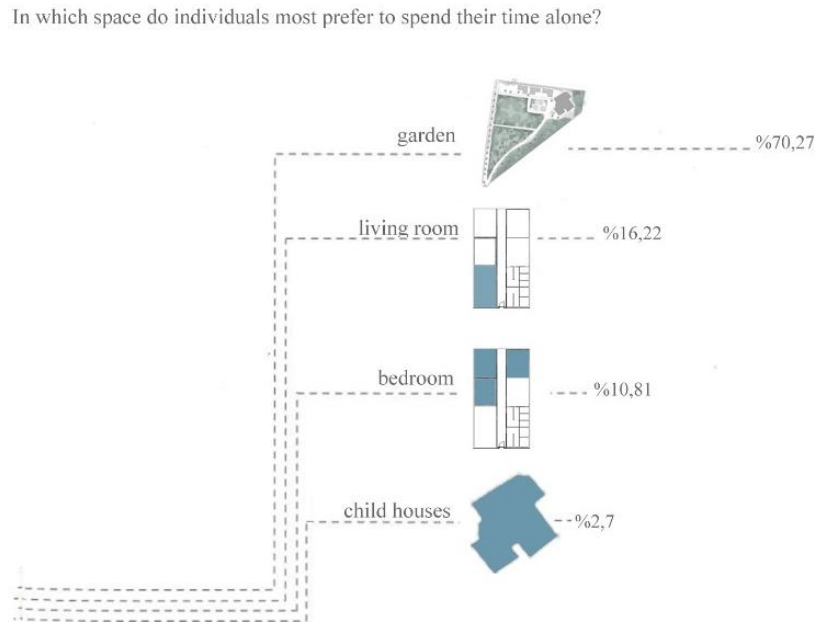 In which space do individuals most prefer to spend their time alone?
garden
%70,27
living room
%16,22
bedroom
%10,81
child houses
%2,7